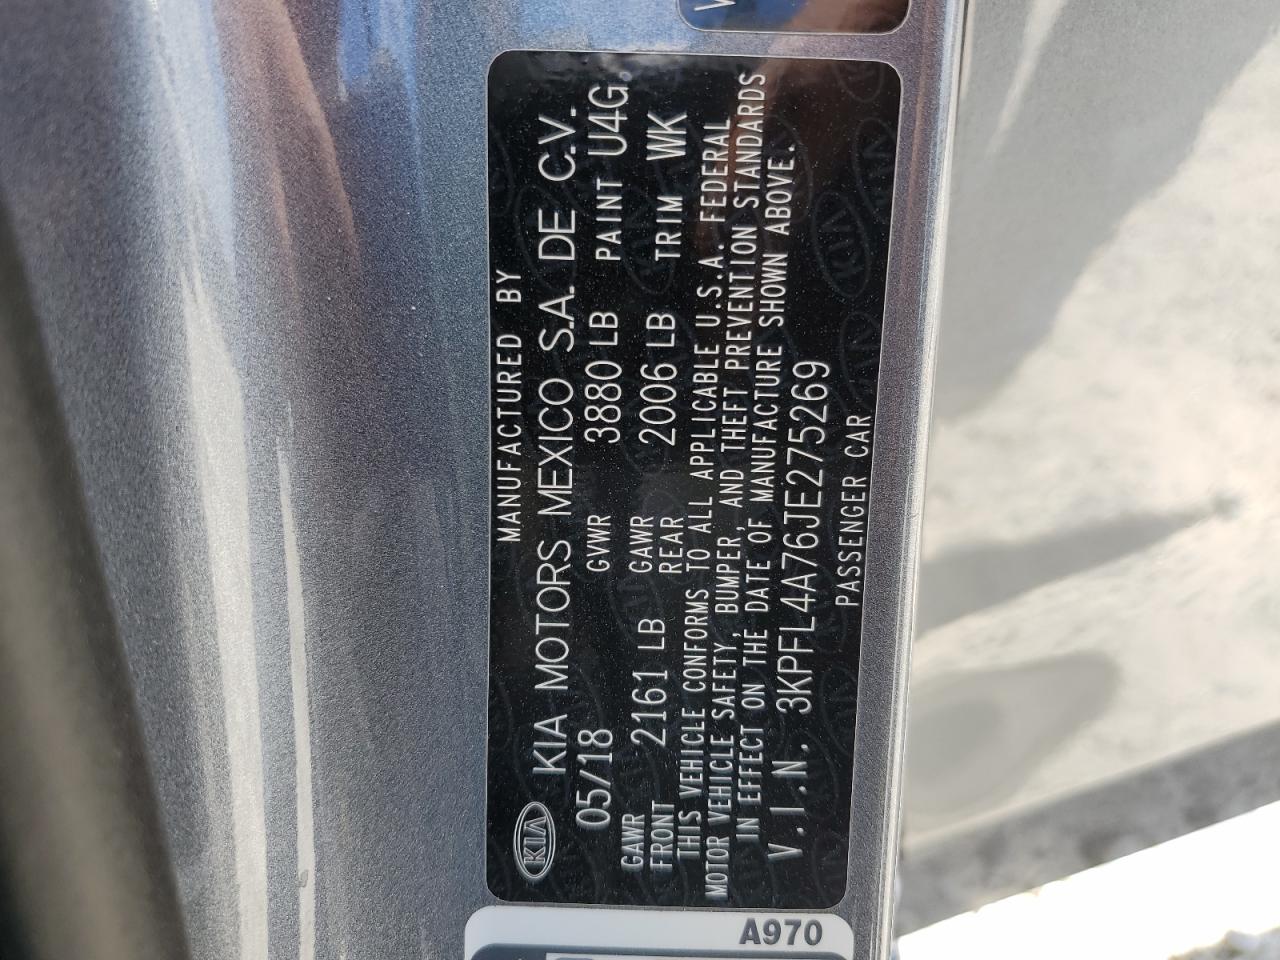 MANUFACTURED BY
KIA KIA MOTORS MEXICO S.A. DE C.V.
05/18 GVWR 3880 LB PAINT U4G
GAWR FRONT 2161 LB GAWR REAR 2006 LB TRIM WK
THIS VEHICLE CONFORMS TO ALL APPLICABLE U.S.A. FEDERAL
MOTOR VEHICLE SAFETY, BUMPER, AND THEFT PREVENTION STANDARDS
IN EFFECT ON THE DATE OF MANUFACTURE SHOWN ABOVE.
V.I.N. 3KPFL4A76JE275269
PASSENGER CAR
A970